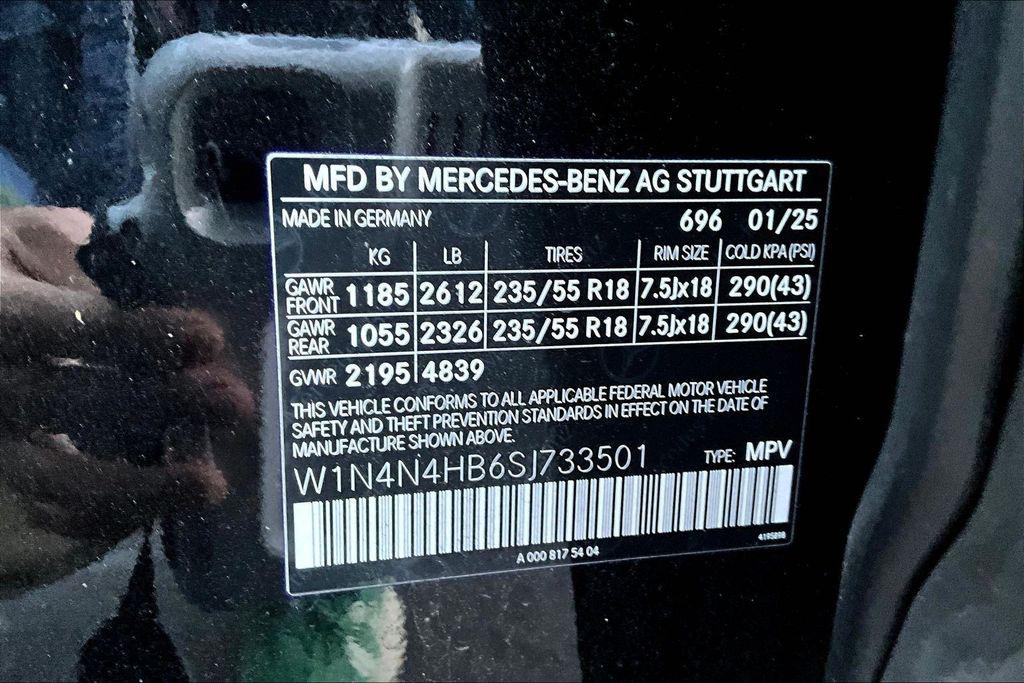 MFD BY MERCEDES-BENZ AG STUTTGART
MADE IN GERMANY 696 01/25
KG LB TIRES RIM SIZE COLD KPA (PSI)
GAWR FRONT 1185 2612 235/55 R18 7.5Jx18 290(43)
GAWR REAR 1055 2326 235/55 R18 7.5Jx18 290(43)
GVWR 2195 4839
THIS VEHICLE CONFORMS TO ALL APPLICABLE FEDERAL MOTOR VEHICLE
SAFETY AND THEFT PREVENTION STANDARDS IN EFFECT ON THE DATE OF
MANUFACTURE SHOWN ABOVE.
W1N4N4HB6SJ733501 TYPE: MPV
A 000 817 54 04